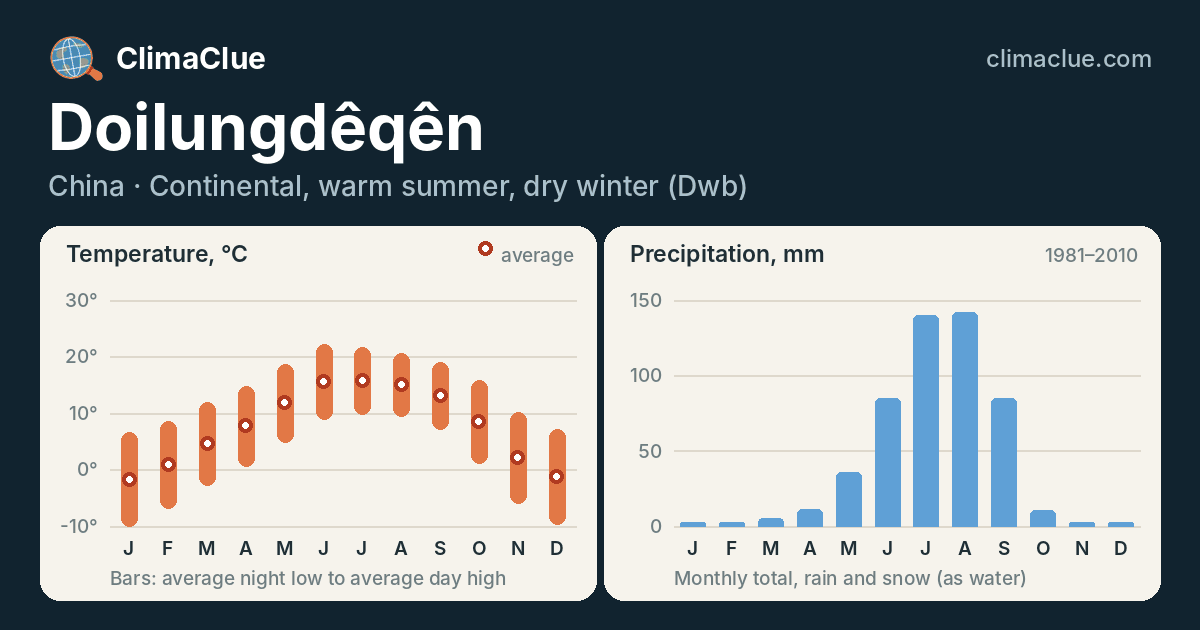 ClimaClue
climaclue.com
Doilungdêqên
China · Continental, warm summer, dry winter (Dwb)
Temperature, °C
average
30°
20°
10°
0°
-10°
J F M A M J J A S O N D
Bars: average night low to average day high
Precipitation, mm
1981–2010
150
100
50
0
J F M A M J J A S O N D
Monthly total, rain and snow (as water)